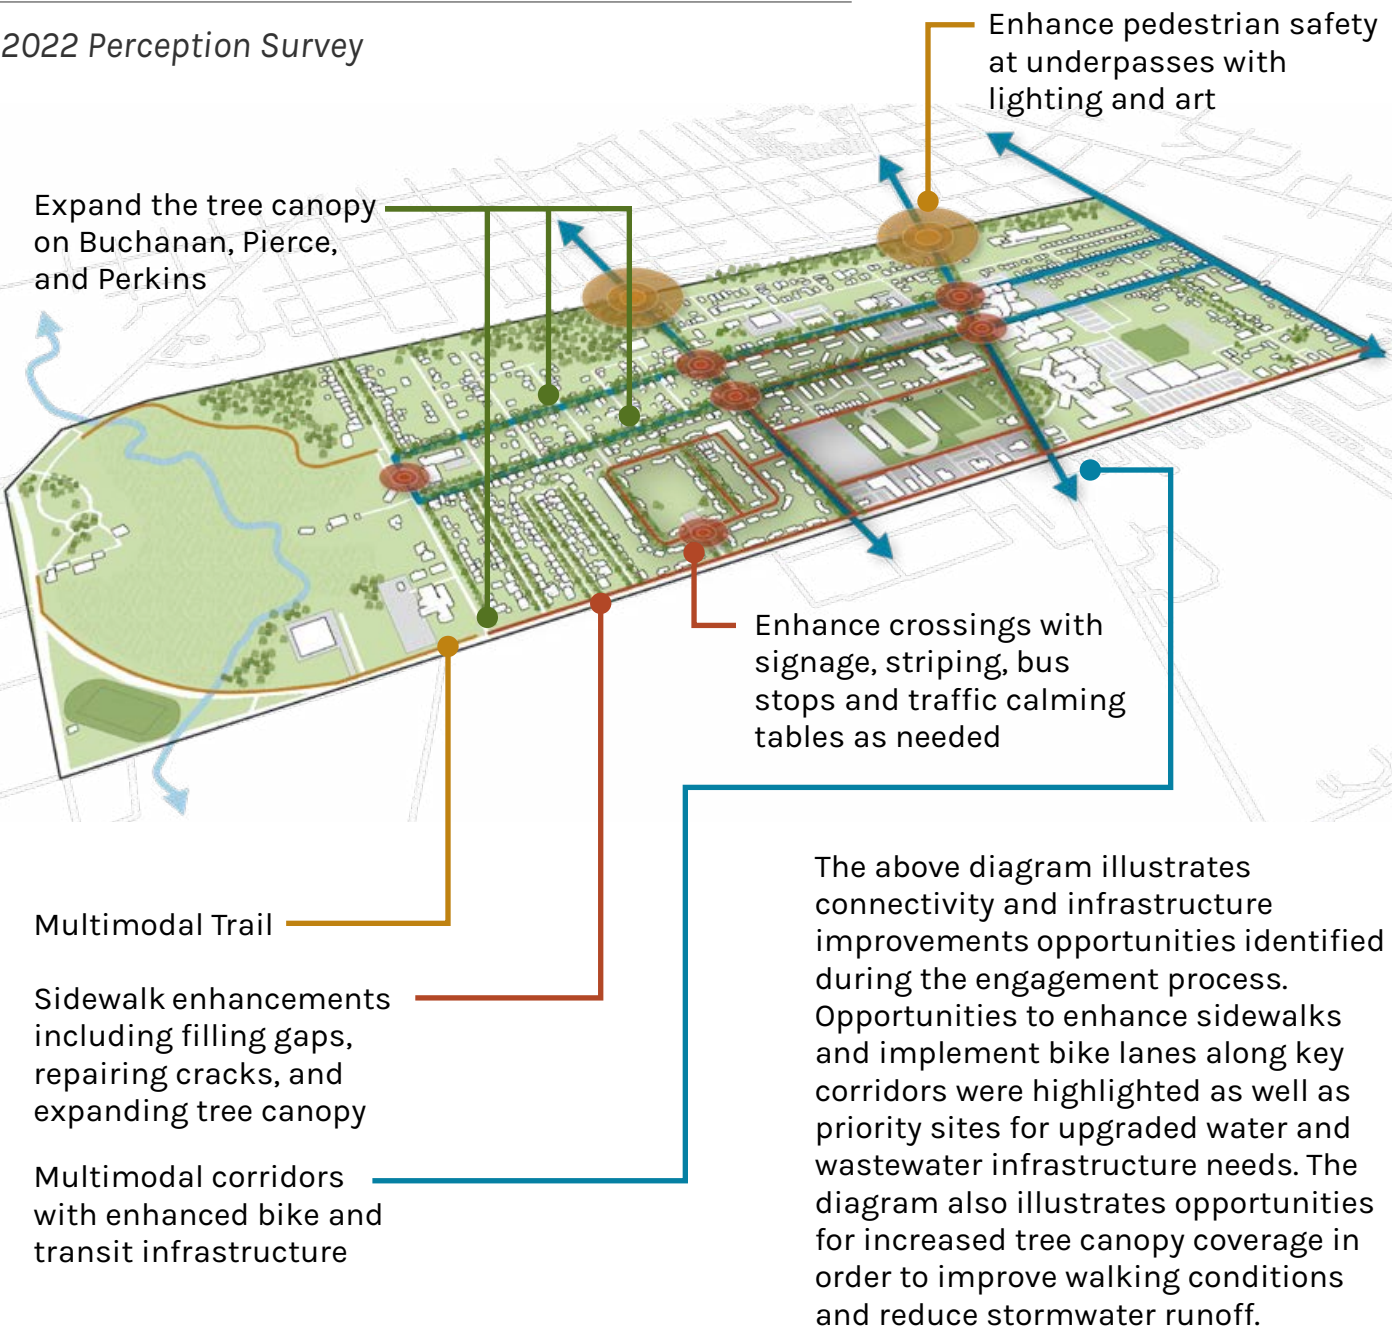 2022 Perception Survey
Enhance pedestrian safety
at underpasses with
lighting and art
Expand the tree canopy
on Buchanan, Pierce,
and Perkins
Enhance crossings with
signage, striping, bus
stops and traffic calming
tables as needed
Multimodal Trail
Sidewalk enhancements
including filling gaps,
repairing cracks, and
expanding tree canopy
Multimodal corridors
with enhanced bike and
transit infrastructure
The above diagram illustrates
connectivity and infrastructure
improvements opportunities identified
during the engagement process.
Opportunities to enhance sidewalks
and implement bike lanes along key
corridors were highlighted as well as
priority sites for upgraded water and
wastewater infrastructure needs. The
diagram also illustrates opportunities
for increased tree canopy coverage in
order to improve walking conditions
and reduce stormwater runoff.